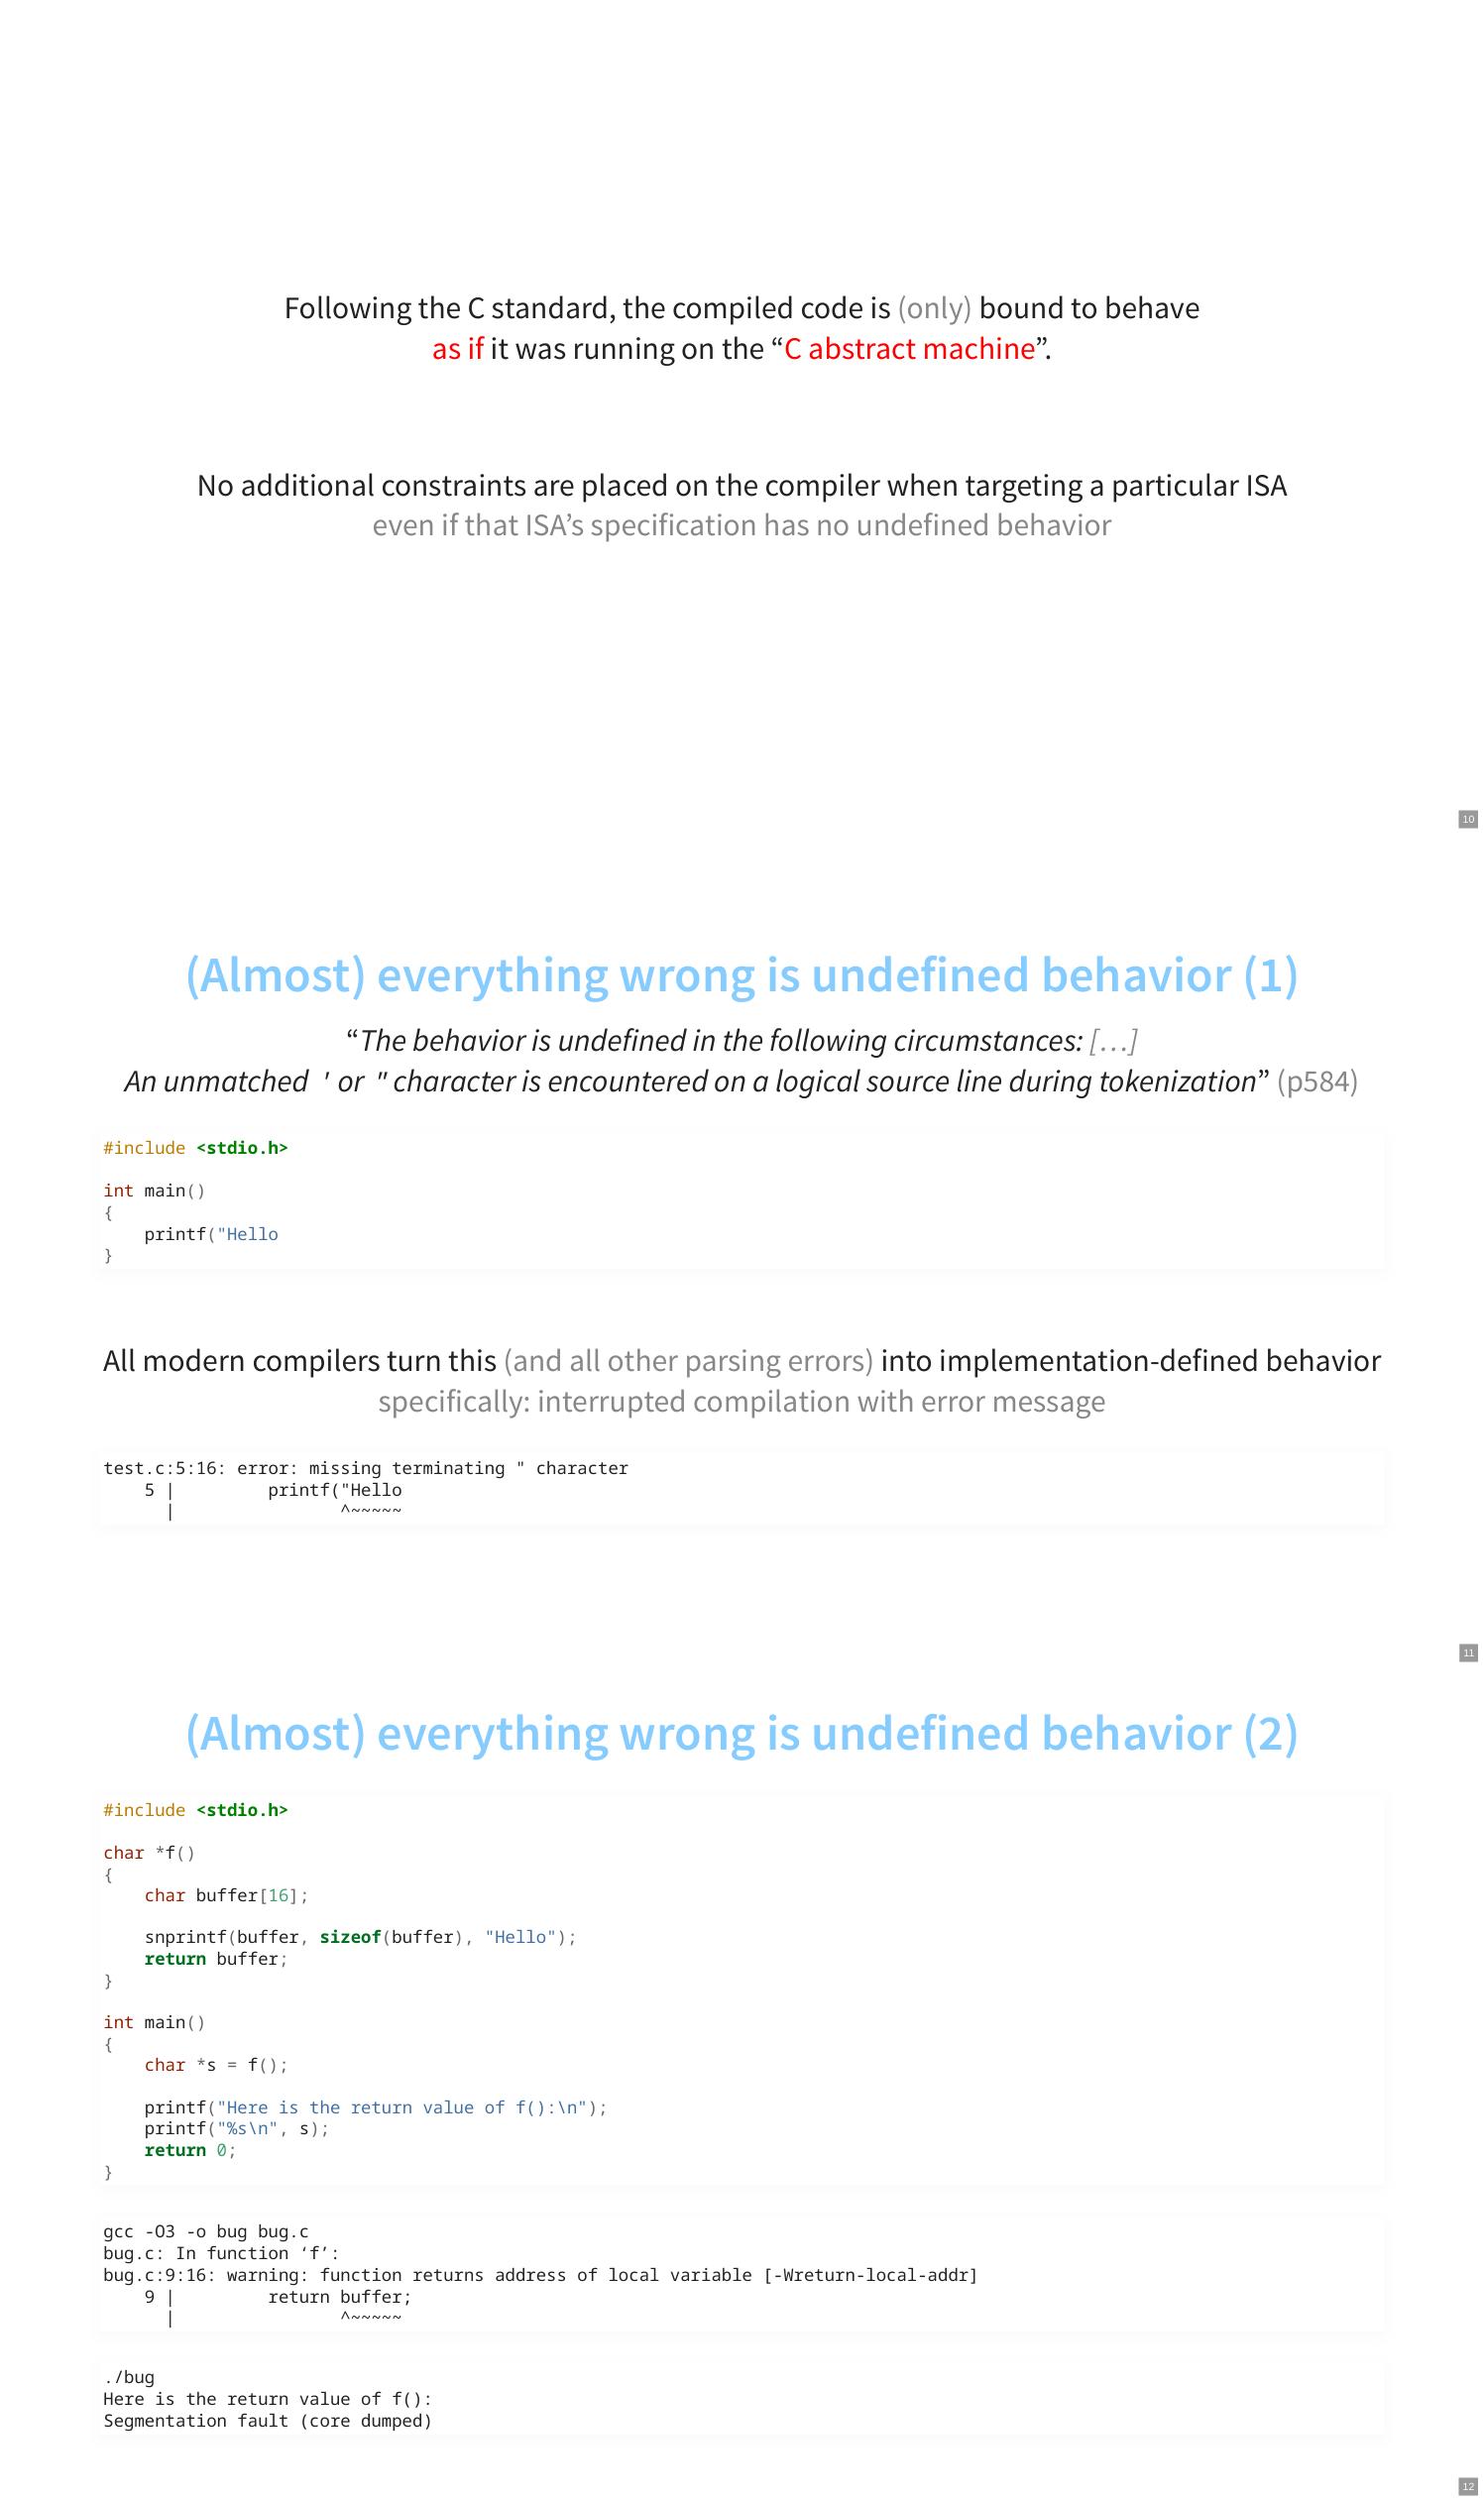 Following the C standard, the compiled code is (only) bound to behave
as if it was running on the “C abstract machine”.
No additional constraints are placed on the compiler when targeting a particular ISA
even if that ISA’s specification has no undefined behavior
10
(Almost) everything wrong is undefined behavior (1)
“The behavior is undefined in the following circumstances: […]
An unmatched ' or " character is encountered on a logical source line during tokenization” (p584)
#include <stdio.h>
int main()
{
    printf("Hello
}
All modern compilers turn this (and all other parsing errors) into implementation-defined behavior
specifically: interrupted compilation with error message
test.c:5:16: error: missing terminating " character
    5 |         printf("Hello
      |                ^~~~~~
11
(Almost) everything wrong is undefined behavior (2)
#include <stdio.h>
char *f()
{
    char buffer[16];
    snprintf(buffer, sizeof(buffer), "Hello");
    return buffer;
}
int main()
{
    char *s = f();
    printf("Here is the return value of f():\n");
    printf("%s\n", s);
    return 0;
}
gcc -O3 -o bug bug.c
bug.c: In function ‘f’:
bug.c:9:16: warning: function returns address of local variable [-Wreturn-local-addr]
    9 |         return buffer;
      |                ^~~~~~
./bug
Here is the return value of f():
Segmentation fault (core dumped)
12